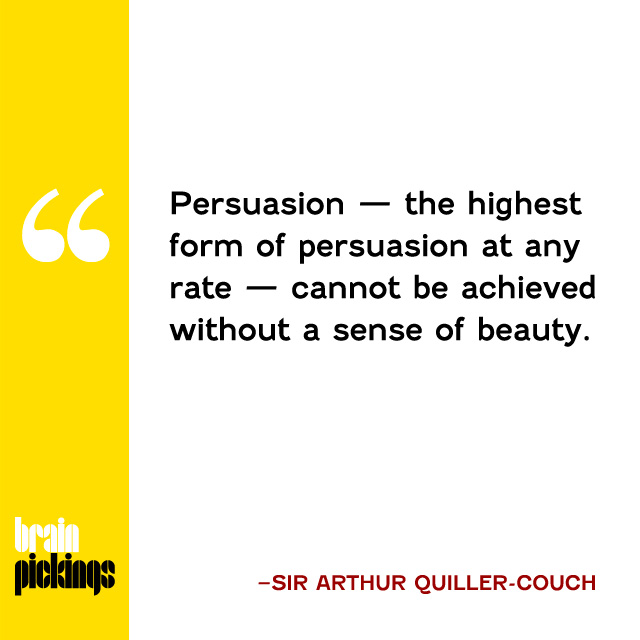 “
Persuasion — the highest
form of persuasion at any
rate — cannot be achieved
without a sense of beauty.
brain
pickings
–SIR ARTHUR QUILLER-COUCH